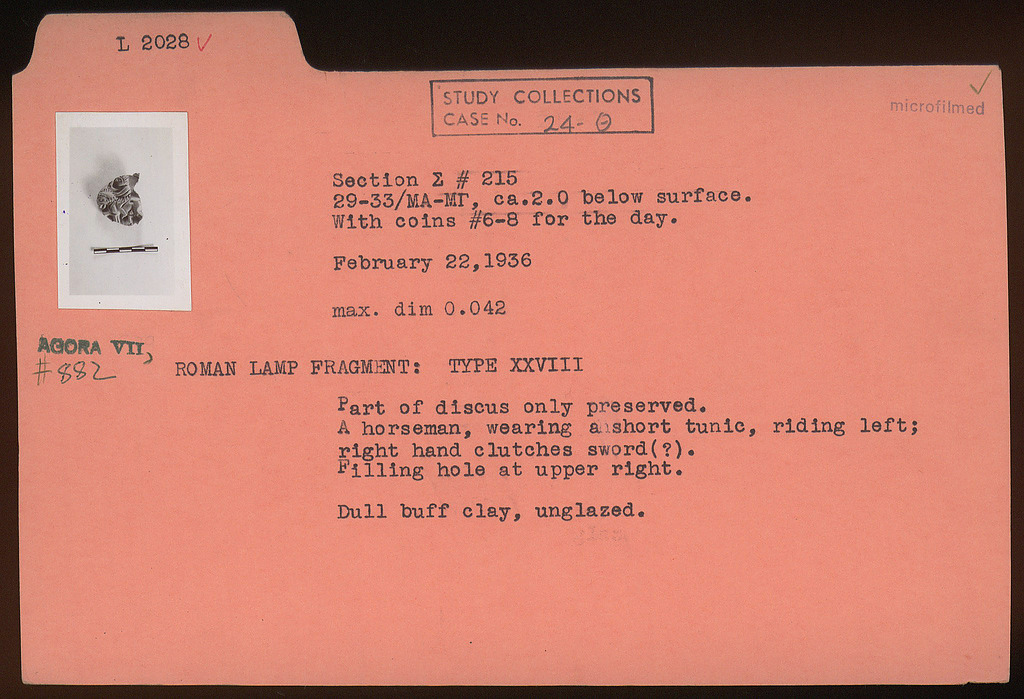 L 2028 ✓
STUDY COLLECTIONS
CASE No. 24-Θ
✓
microfilmed
Section Σ # 215
29-33/ΜΑ-ΜΓ, ca.2.0 below surface.
With coins #6-8 for the day.
February 22,1936
max. dim 0.042
AGORA VII,
#882
ROMAN LAMP FRAGMENT: TYPE XXVIII
Part of discus only preserved.
A horseman, wearing a short tunic, riding left;
right hand clutches sword(?).
Filling hole at upper right.
Dull buff clay, unglazed.